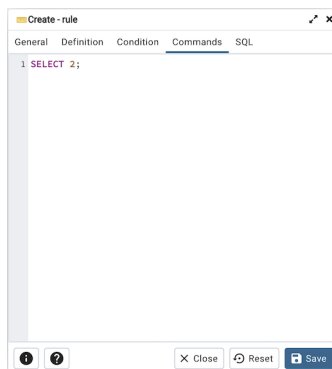 Create - rule
General Definition Condition Commands SQL
1 SELECT 2;
Close Reset Save